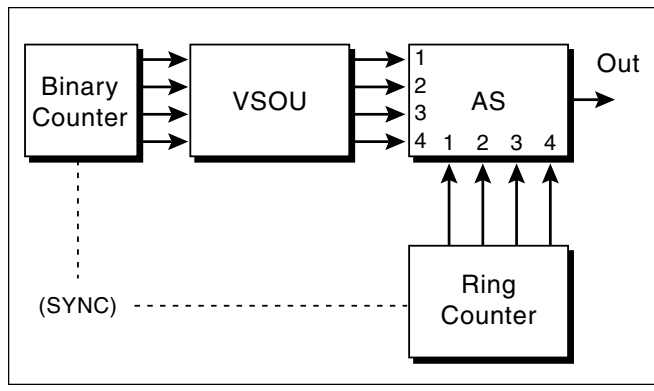 Binary
Counter
VSOU
1
2
3
4
AS
1 2 3 4
Out
(SYNC)
Ring
Counter